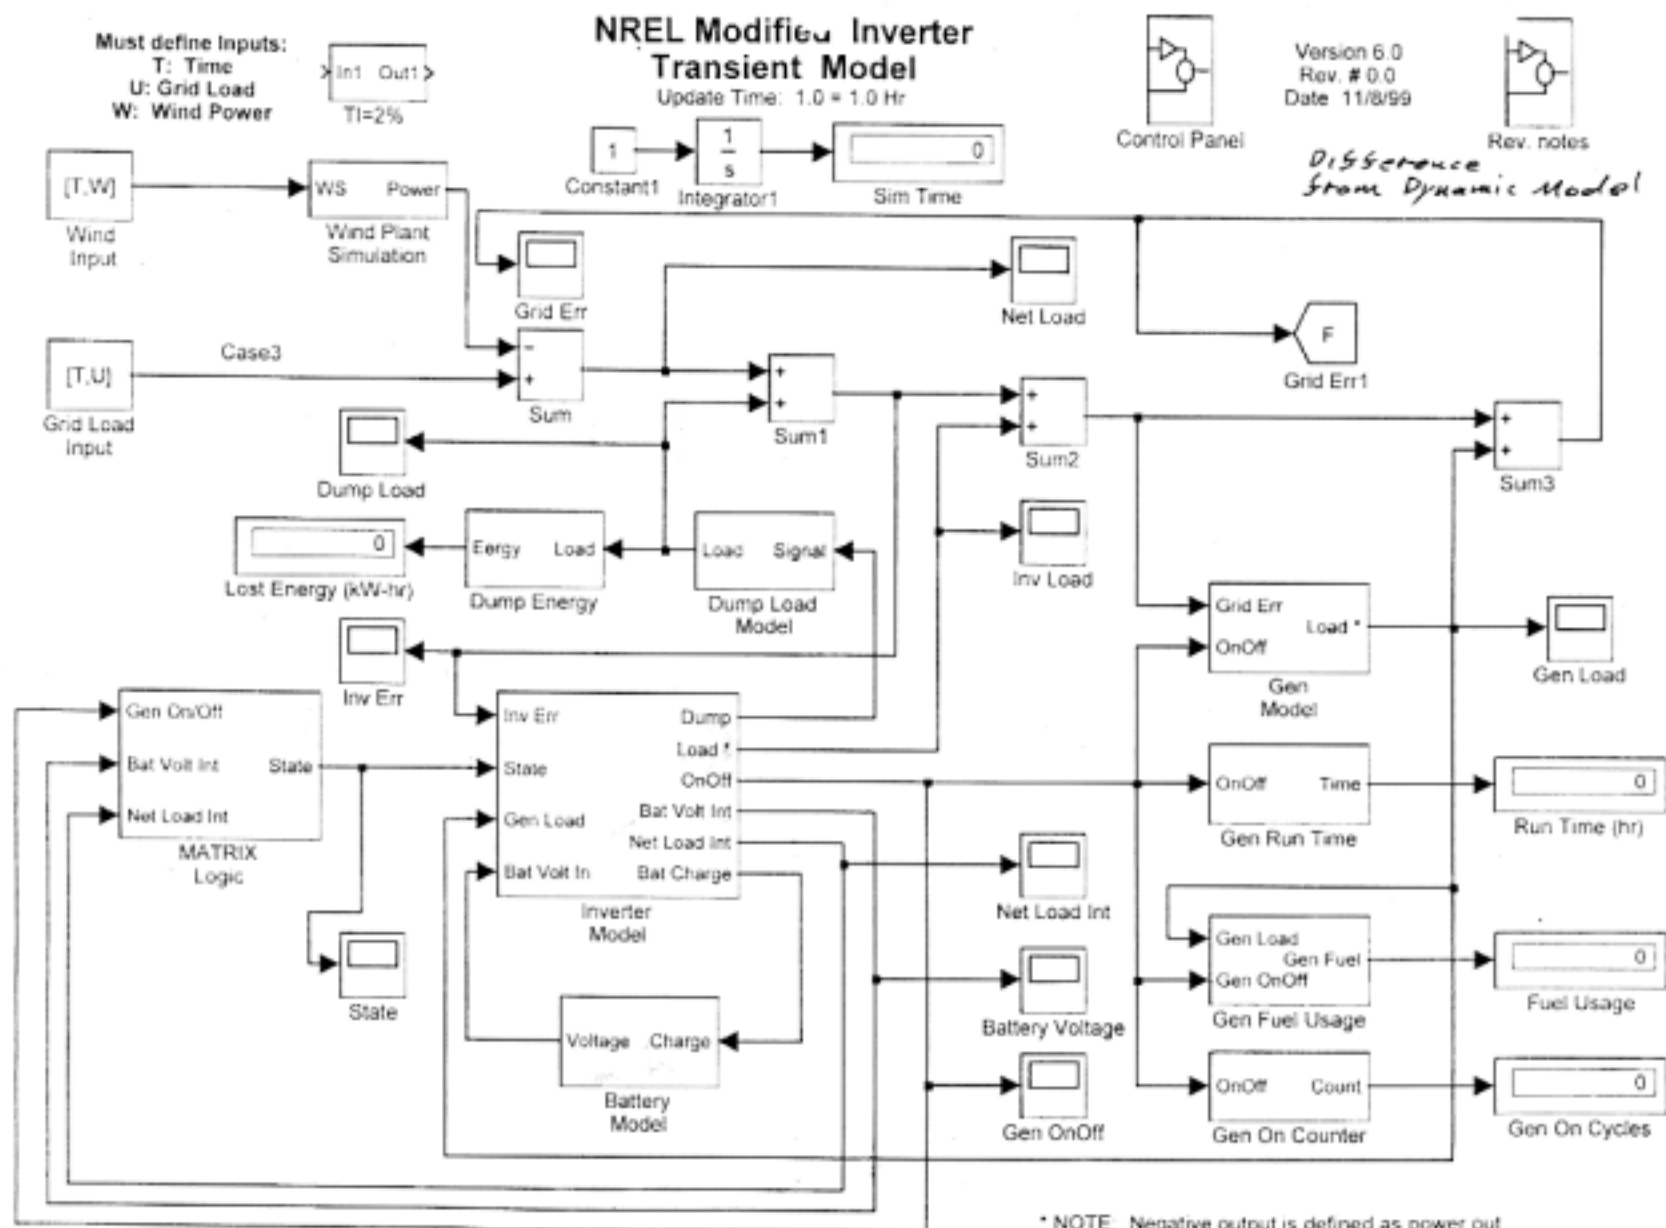 NREL Modified Inverter
Transient Model
Update Time: 1.0 = 1.0 Hr
Must define Inputs:
T: Time
U: Grid Load
W: Wind Power
In1 Out1
TI=2%
Control Panel
Version 6.0
Rev. # 0.0
Date 11/8/99
Rev. notes
Difference
from Dynamic Model
1
Constant1
1
s
Integrator1
0
Sim Time
[T,W]
Wind
Input
WS Power
Wind Plant
Simulation
Grid Err
Net Load
F
Grid Err1
[T,U]
Grid Load
Input
Case3
-
+
Sum
+
+
Sum1
+
+
Sum2
+
+
Sum3
Dump Load
0
Lost Energy (kW-hr)
Eergy Load
Dump Energy
Load Signal
Dump Load
Model
Inv Load
Inv Err
Grid Err
OnOff
Load *
Gen
Model
Gen Load
Gen On/Off
Bat Volt Int
Net Load Int
State
MATRIX
Logic
Inv Err
State
Gen Load
Bat Volt In
Dump
Load *
OnOff
Bat Volt Int
Net Load Int
Bat Charge
Inverter
Model
OnOff Time
Gen Run Time
0
Run Time (hr)
Net Load Int
State
Gen Load
Gen Fuel
Gen OnOff
Gen Fuel Usage
0
Fuel Usage
Battery Voltage
Voltage Charge
Battery
Model
Gen OnOff
OnOff Count
Gen On Counter
0
Gen On Cycles
* NOTE: Negative output is defined as power out